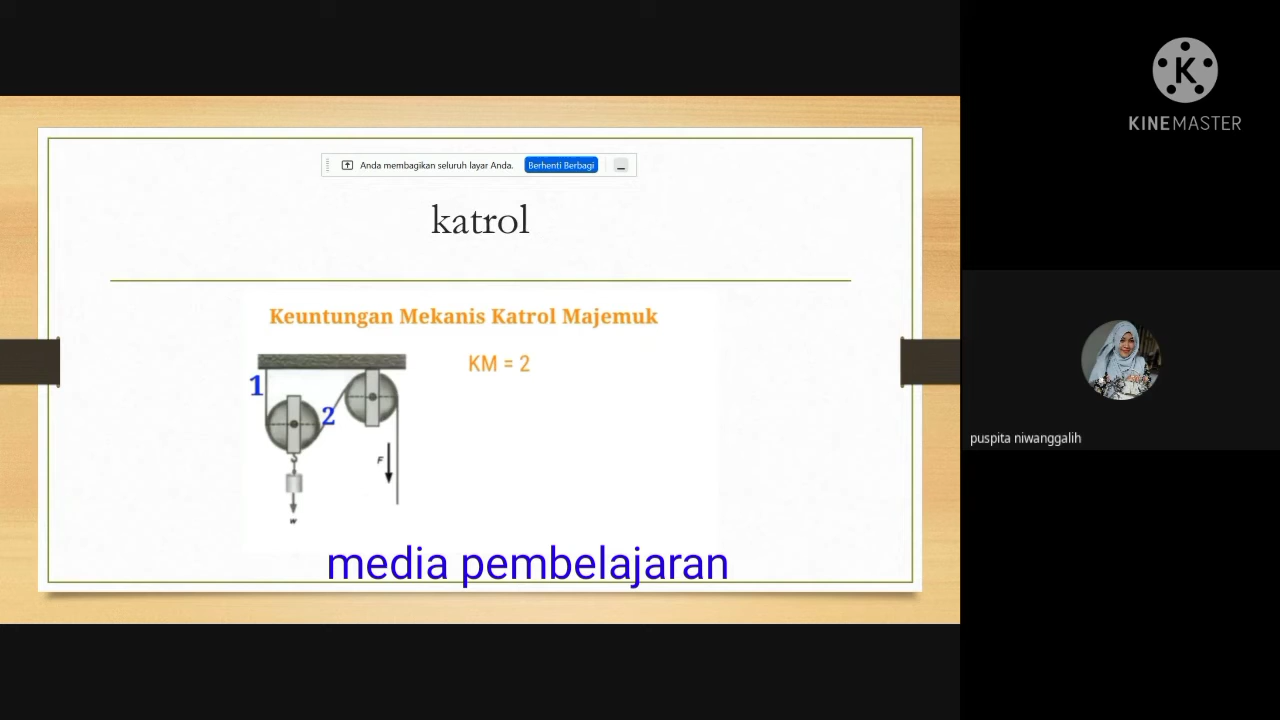 KINEMASTER
Anda membagikan seluruh layar Anda. Berhenti Berbagi
katrol
Keuntungan Mekanis Katrol Majemuk
KM = 2
1
2
F
w
media pembelajaran
puspita niwanggalih